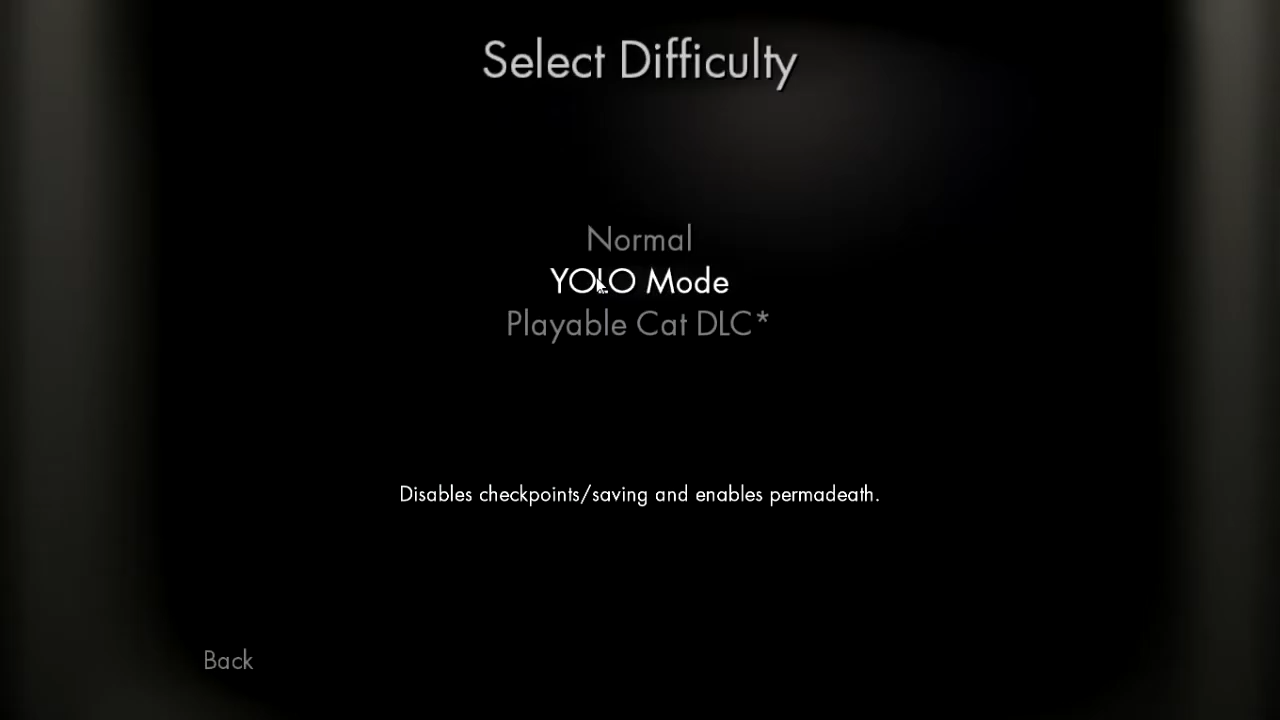 Select Difficulty
Normal
YOLO Mode
Playable Cat DLC*
Disables checkpoints/saving and enables permadeath.
Back